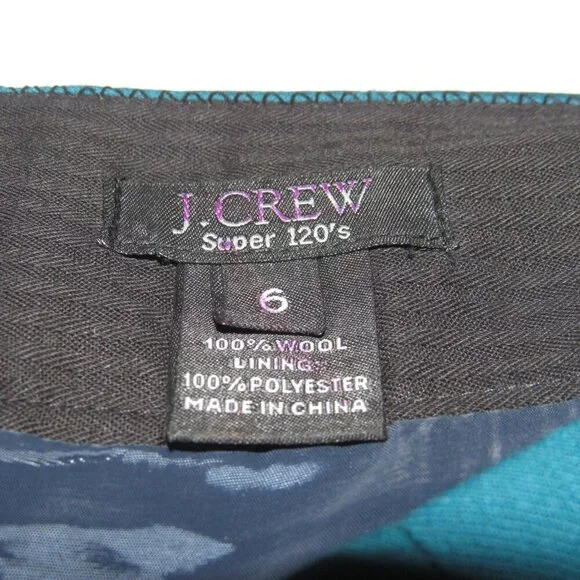 J.CREW
Super 120's
6
100% WOOL
LINING:
100% POLYESTER
MADE IN CHINA